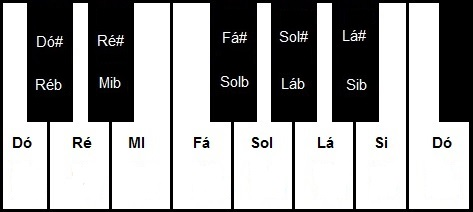 Dó# Ré# Fá# Sol# Lá#
Réb Mib Solb Láb Sib
Dó Ré MI Fá Sol Lá Si Dó